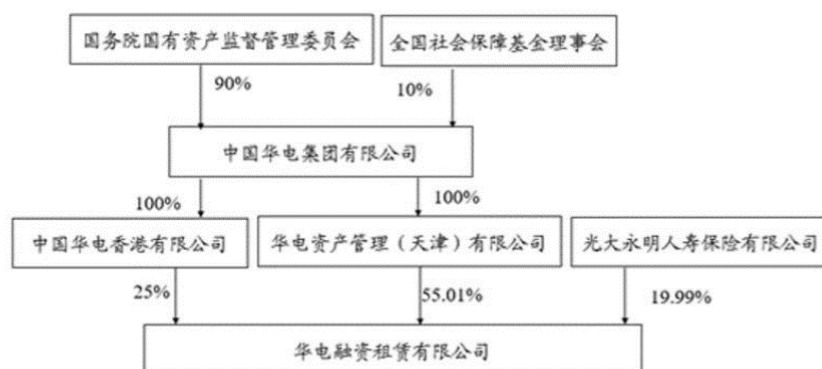 国务院国有资产监督管理委员会
全国社会保障基金理事会
90%
10%
中国华电集团有限公司
100%
100%
中国华电香港有限公司
华电资产管理（天津）有限公司
光大永明人寿保险有限公司
25%
55.01%
19.99%
华电融资租赁有限公司